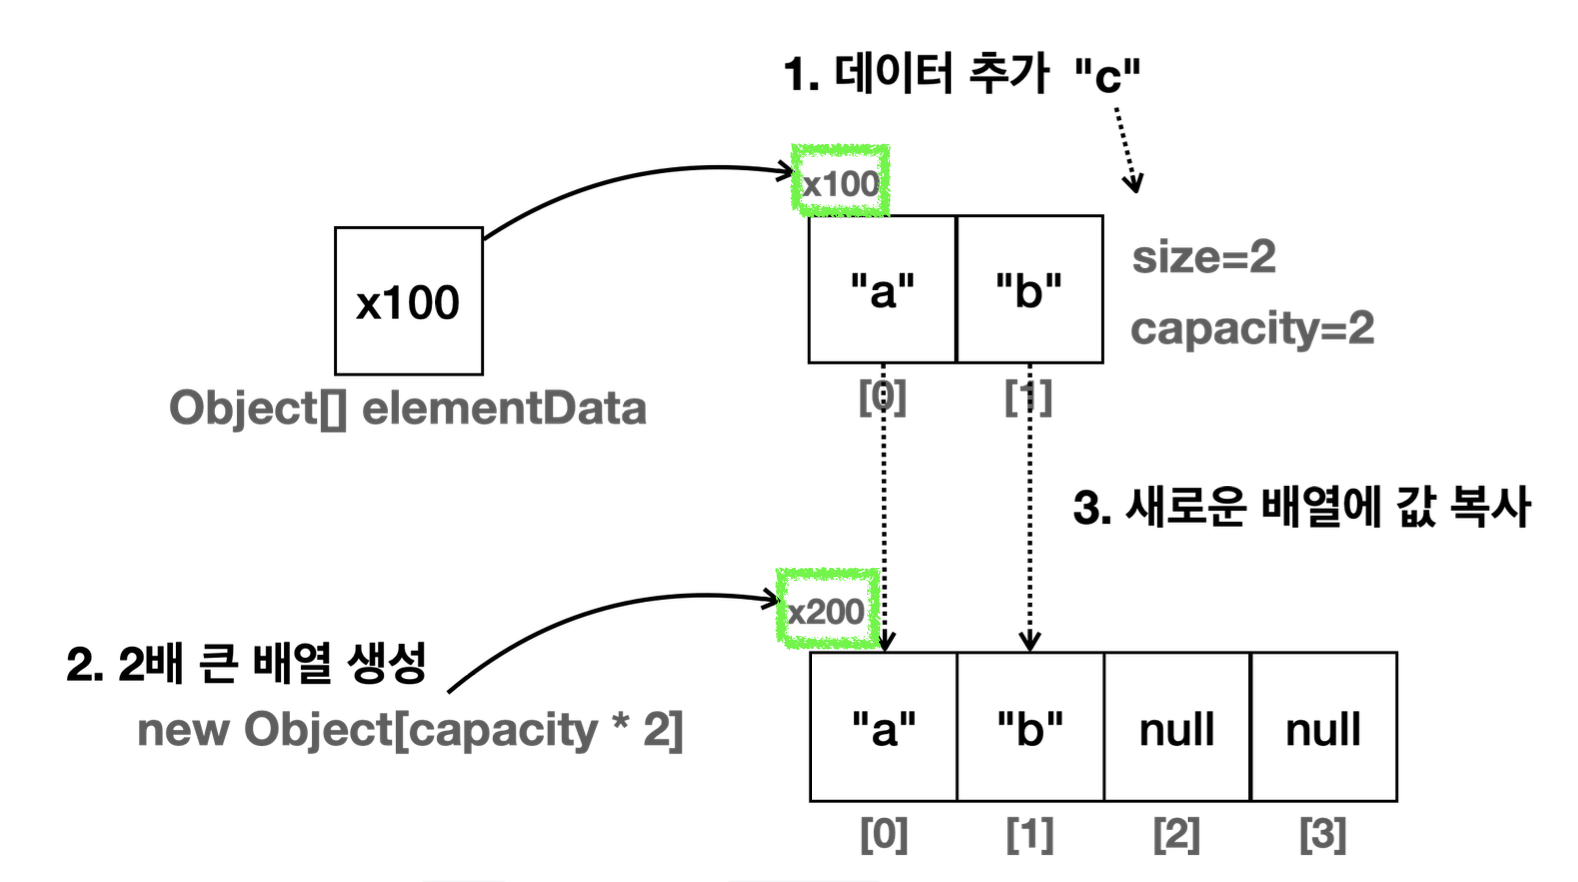 1. 데이터 추가 "c"
x100
x100
"a" "b"
size=2
capacity=2
[0] [1]
Object[] elementData
3. 새로운 배열에 값 복사
x200
2. 2배 큰 배열 생성
new Object[capacity * 2]
"a" "b" null null
[0] [1] [2] [3]